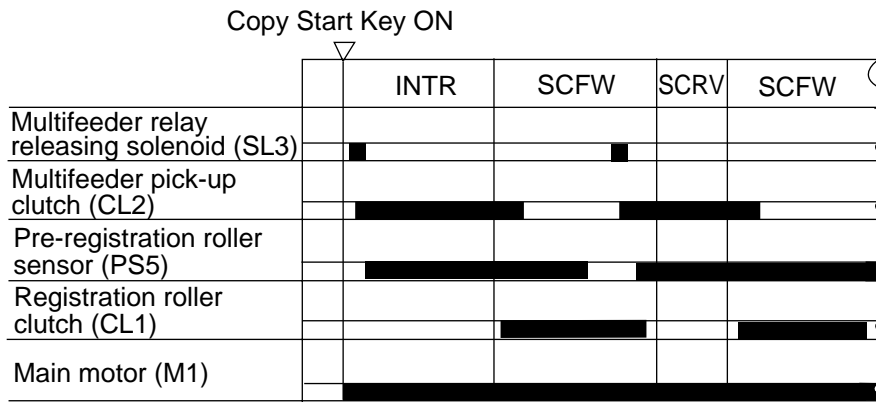 Copy Start Key ON
INTR SCFW SCRV SCFW
Multifeeder relay
releasing solenoid (SL3)
Multifeeder pick-up
clutch (CL2)
Pre-registration roller
sensor (PS5)
Registration roller
clutch (CL1)
Main motor (M1)